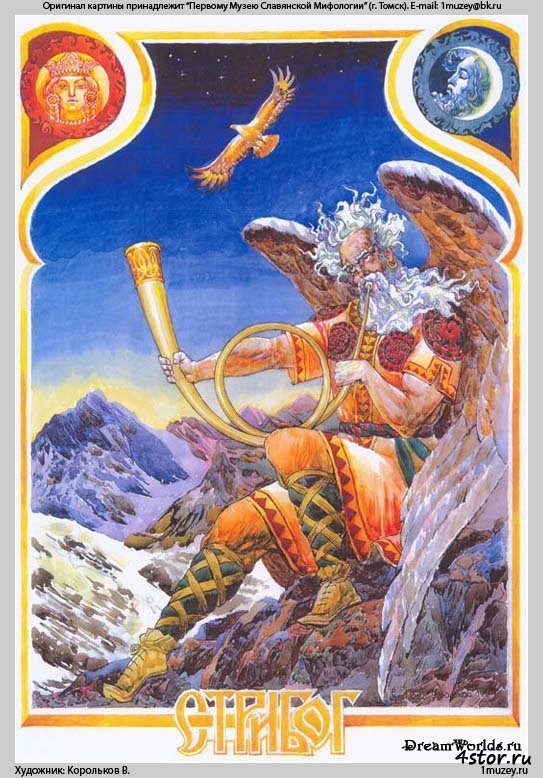 Оригинал картины принадлежит "Первому Музею Славянской Мифологии" (г. Томск). E-mail: 1muzey@bk.ru
СТРИБОГ
DreamWorlds.ru
4stor.ru
Художник: Корольков В.
1muzey.ru